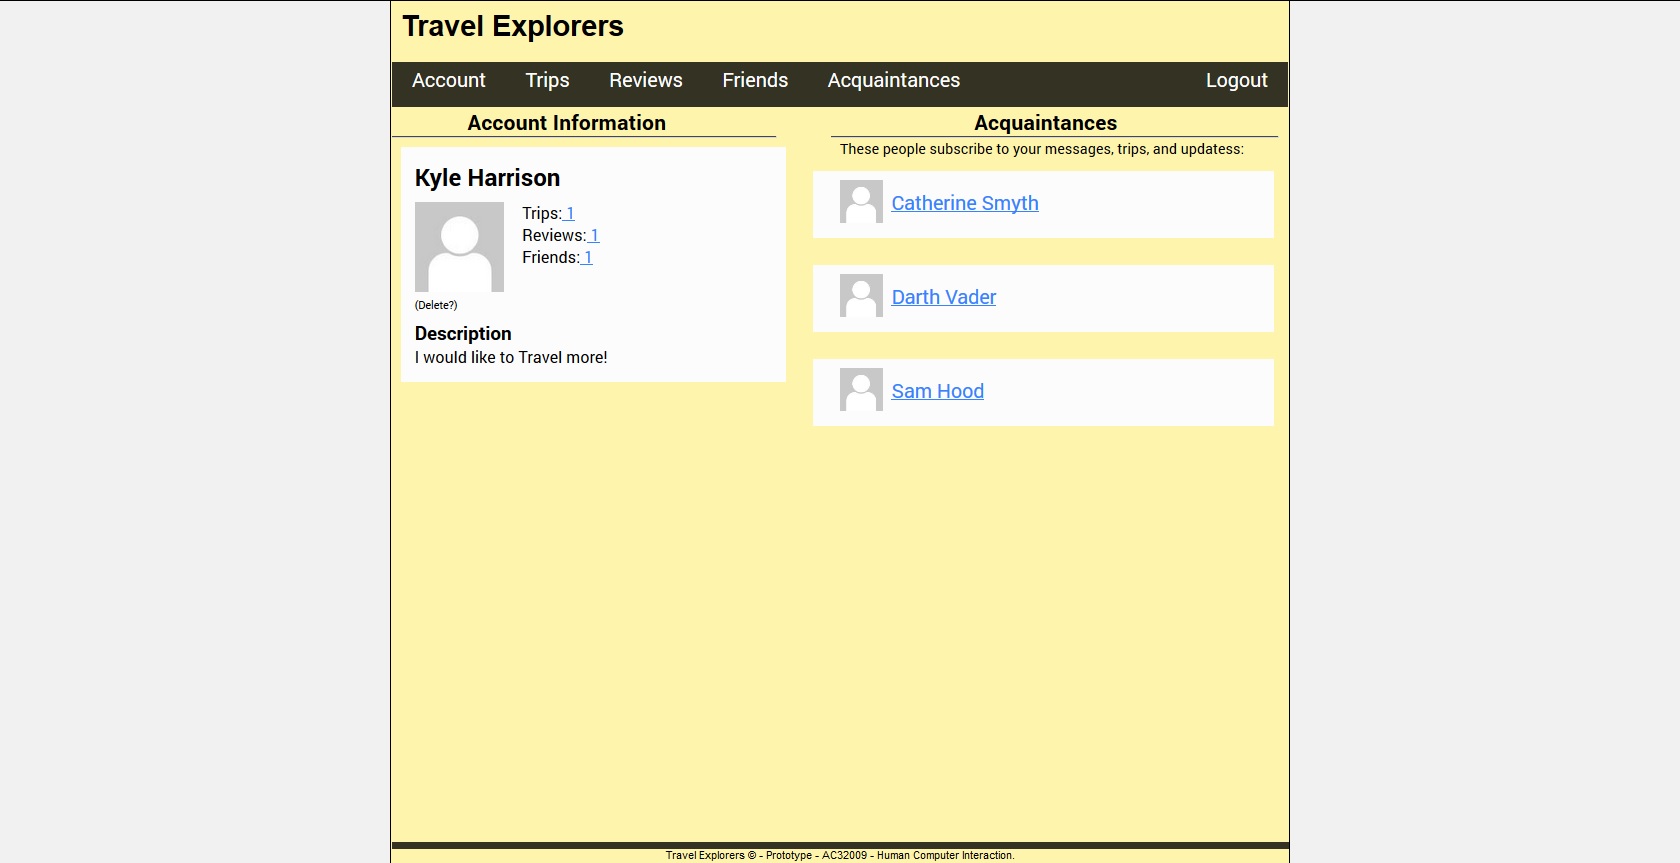 Travel Explorers
Account Trips Reviews Friends Acquaintances Logout
Account Information
Kyle Harrison
Trips: 1
Reviews: 1
Friends: 1
(Delete?)
Description
I would like to Travel more!
Acquaintances
These people subscribe to your messages, trips, and updatess:
Catherine Smyth
Darth Vader
Sam Hood
Travel Explorers © - Prototype - AC32009 - Human Computer Interaction.